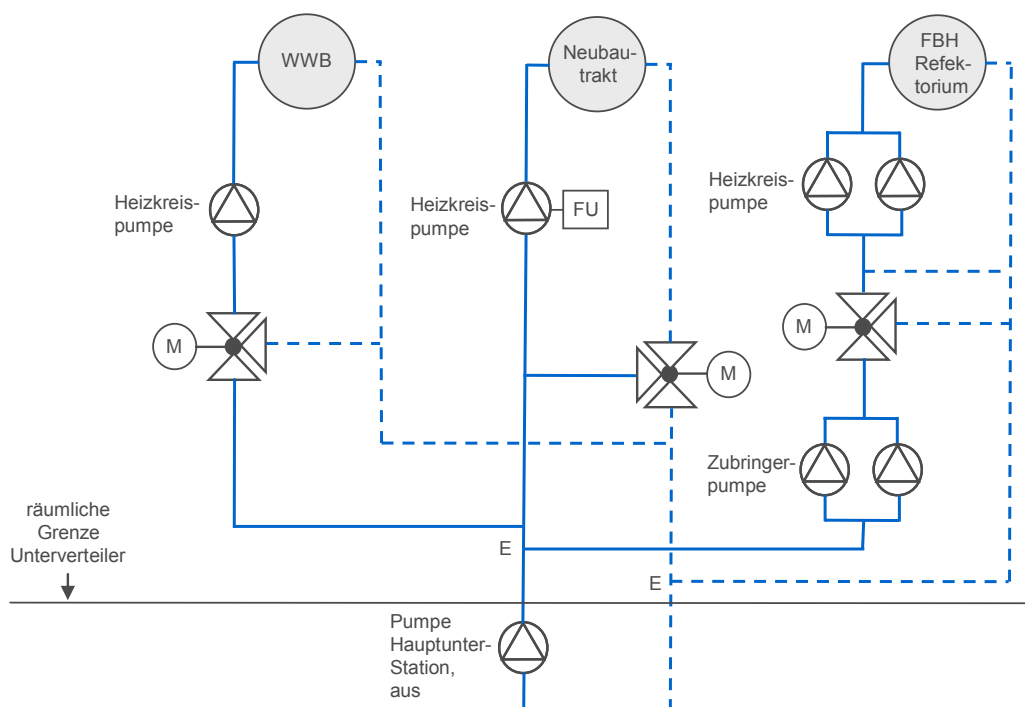 WWB
Neubau-
trakt
FBH
Refek-
torium
Heizkreis-
pumpe
Heizkreis-
pumpe
FU
Heizkreis-
pumpe
M
M
M
Zubringer-
pumpe
räumliche
Grenze
Unterverteiler
E
E
Pumpe
Hauptunter-
Station,
aus